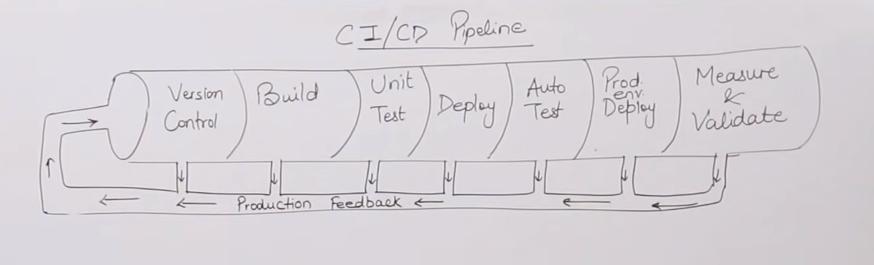 CI/CD Pipeline
Version
Control
Build
Unit
Test
Deploy
Auto
Test
Prod.
env.
Deploy
Measure
&
Validate
Production Feedback